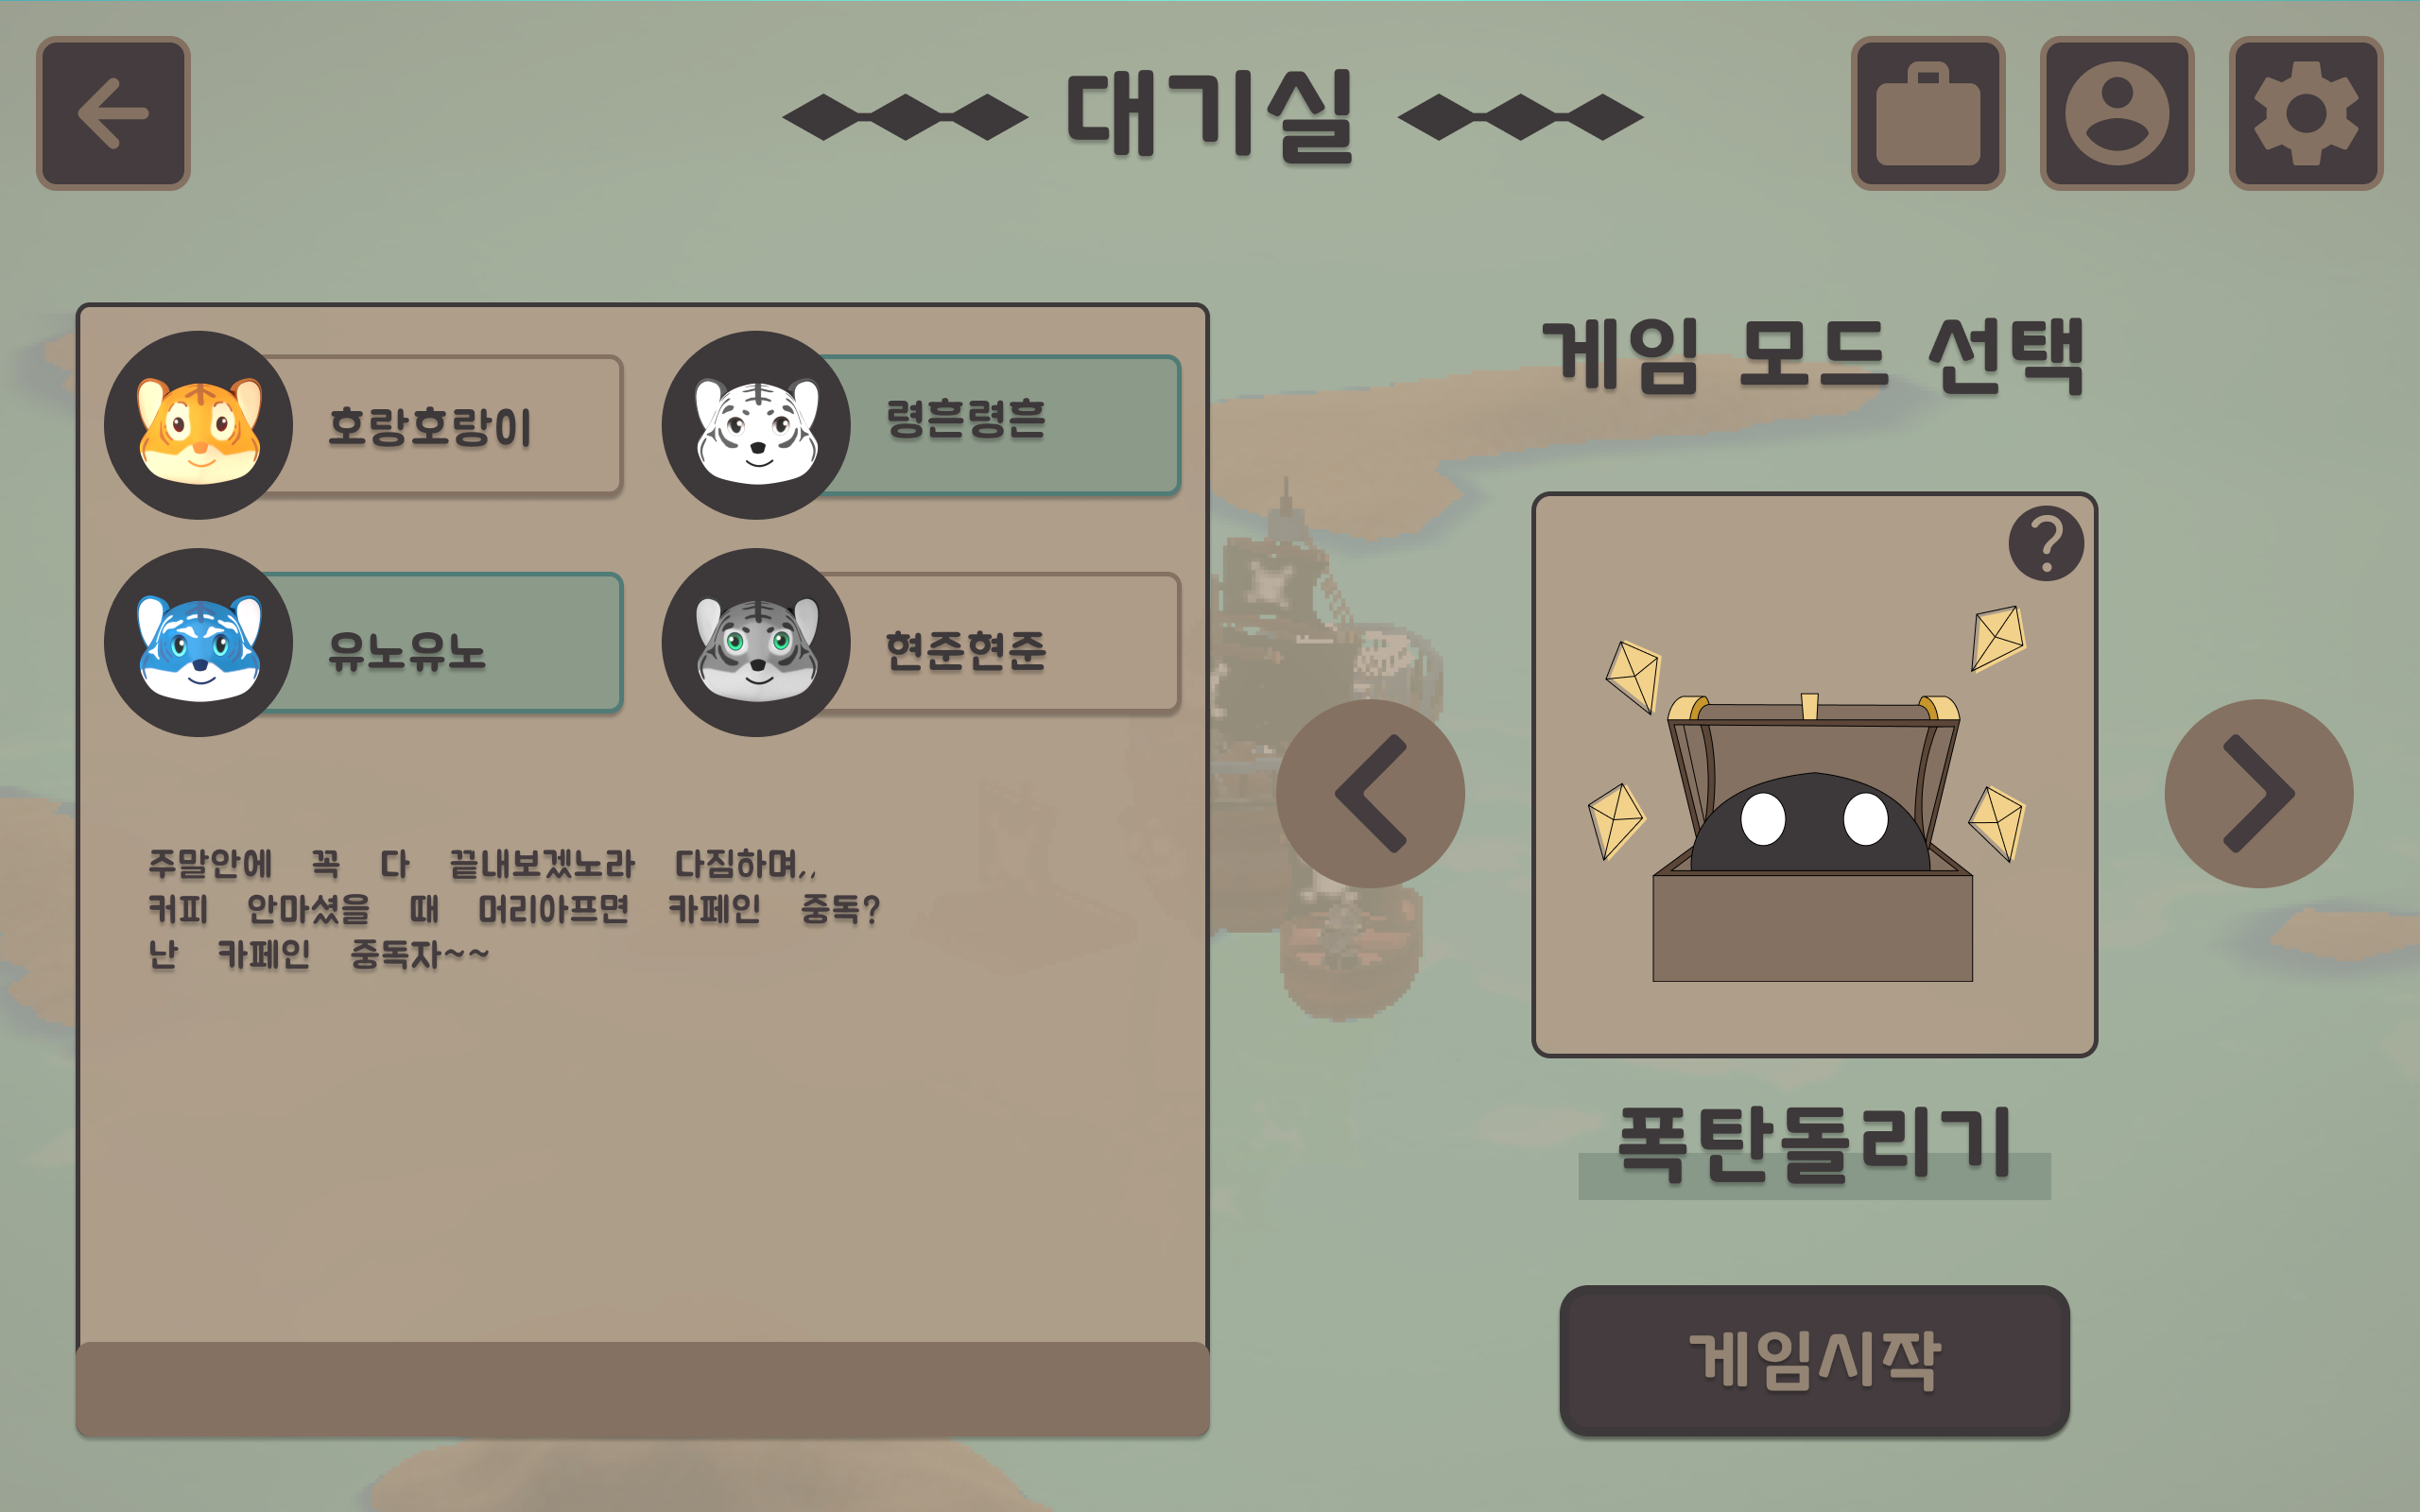 대기실
호랑호랑이
령흔령흔
유노유노
현준현준
주말안에 꼭 다 끝내보겠노라 다짐하며,,
커피 안마셨을 때 머리아프면 카페인 중독?
난 카페인 중독자~~
게임 모드 선택
?
폭탄돌리기
게임시작